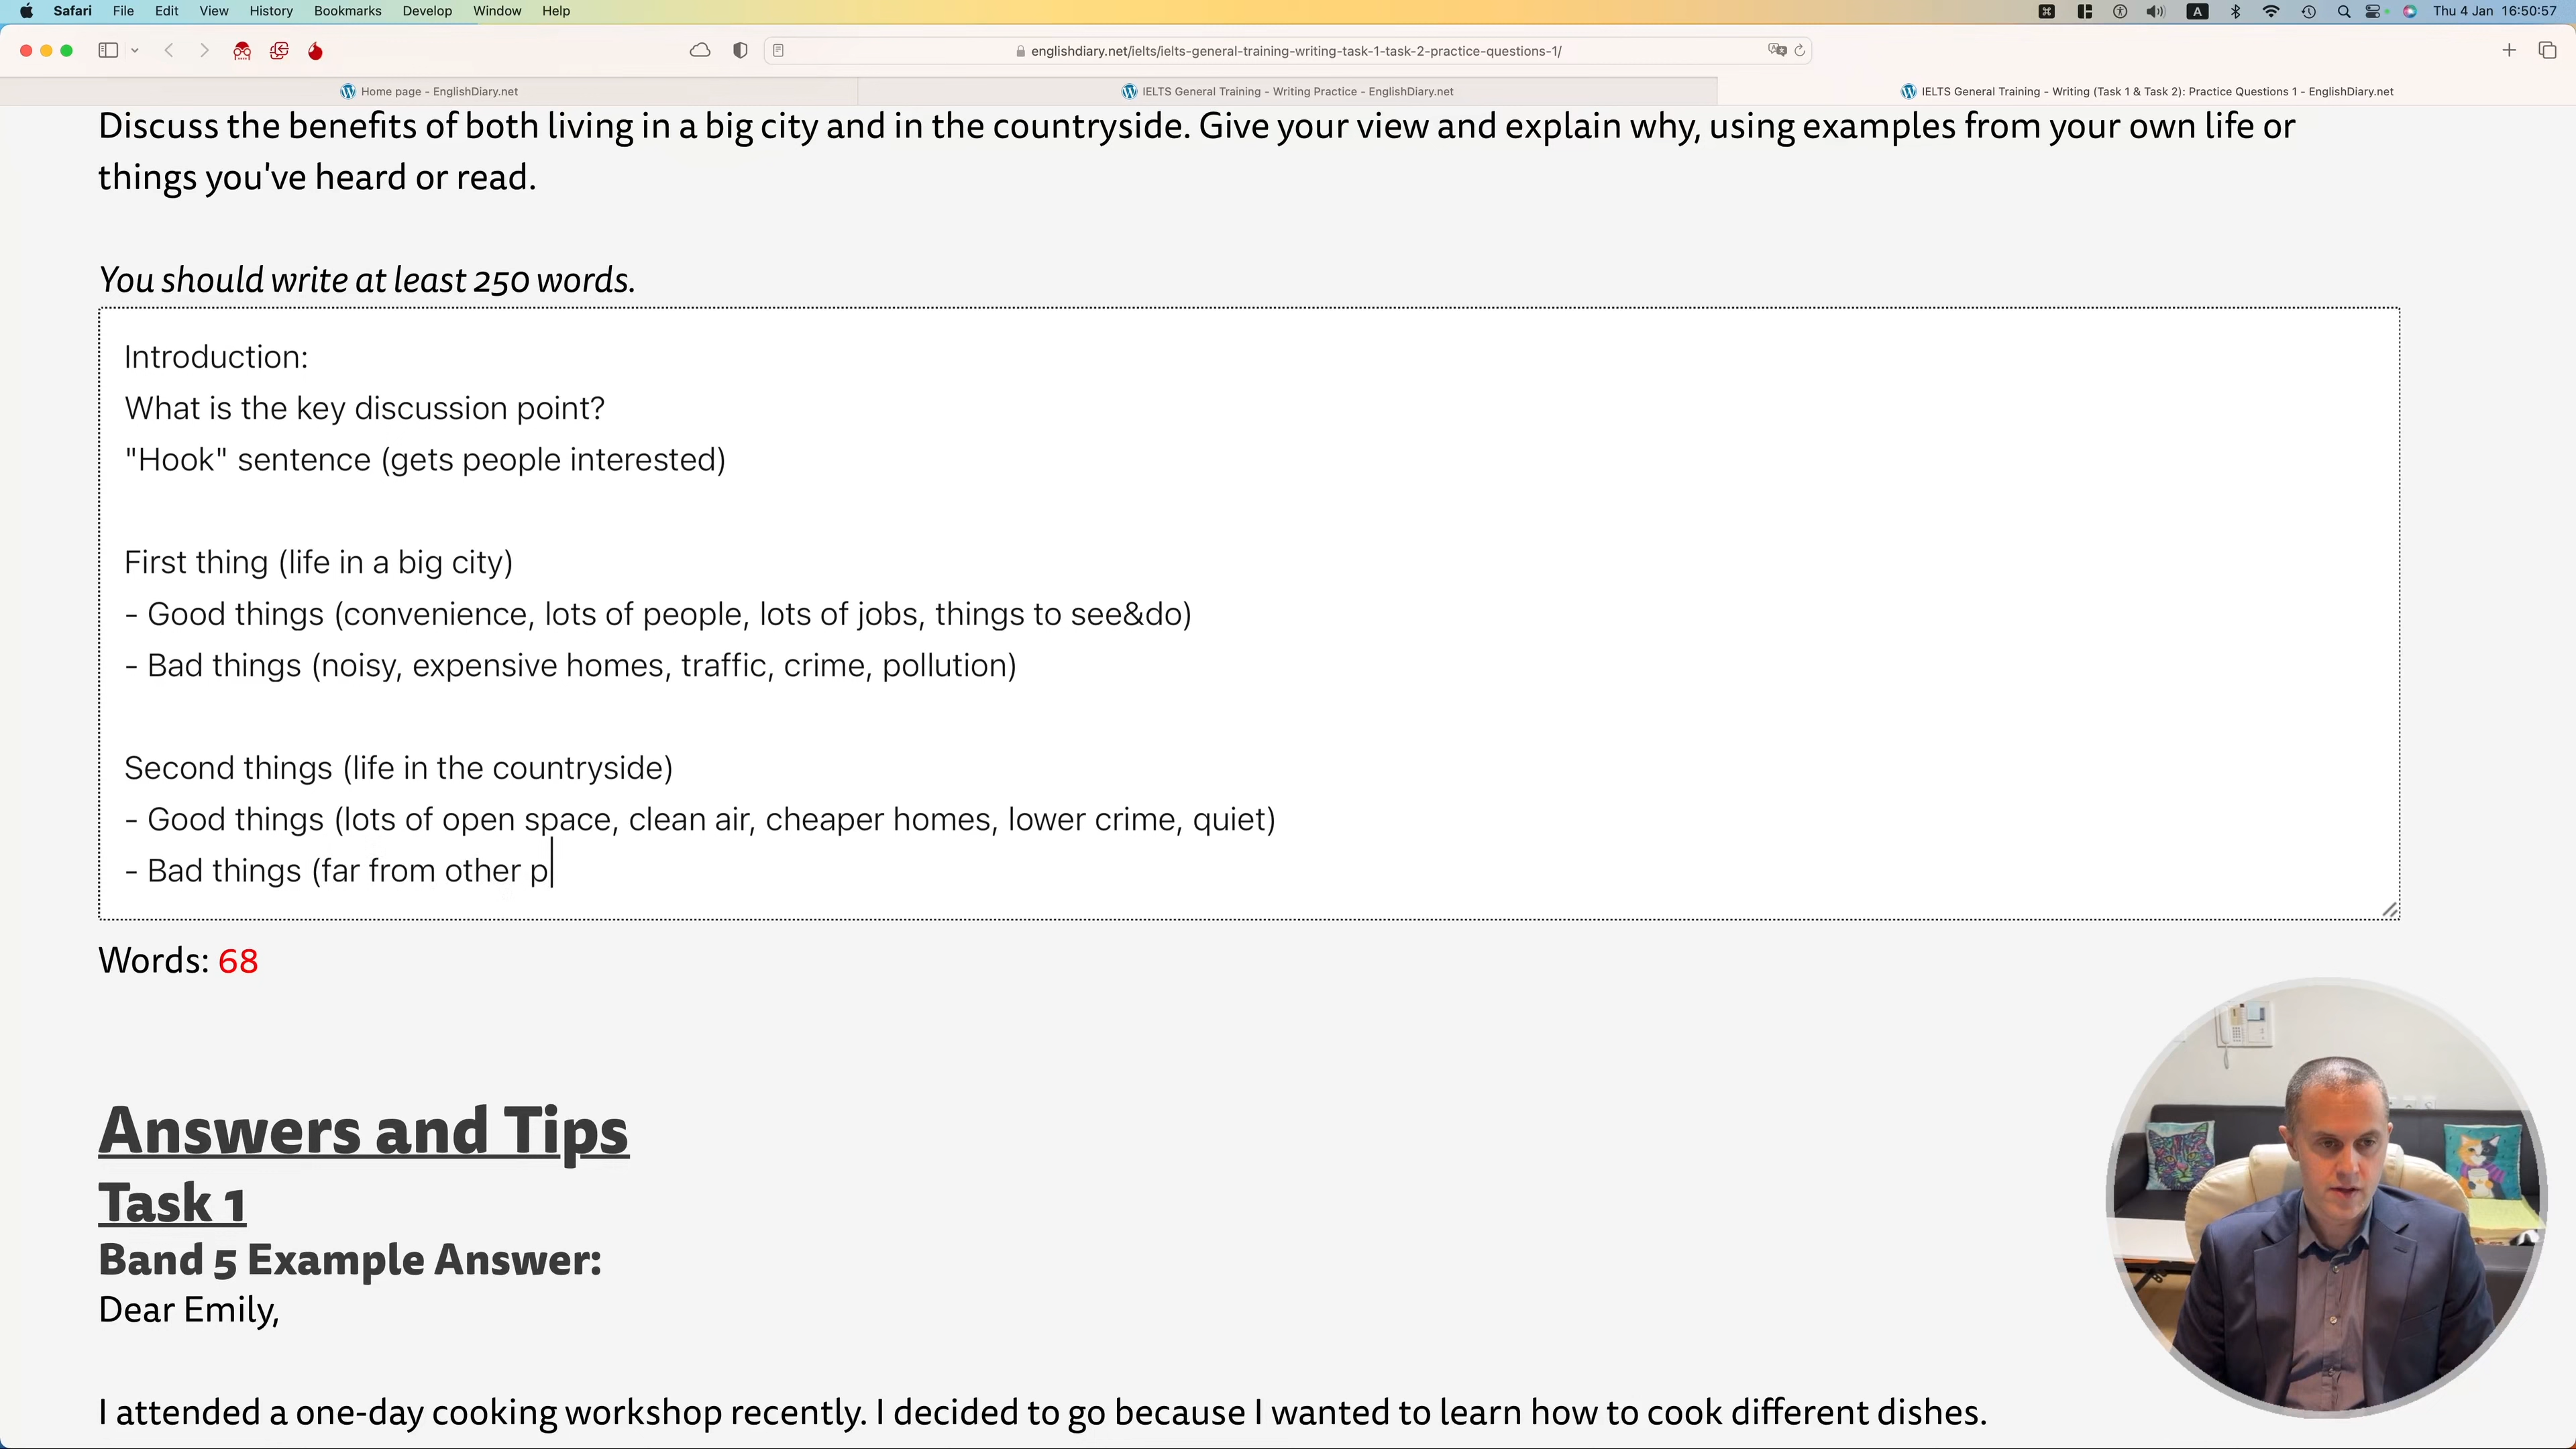 Safari File Edit View History Bookmarks Develop Window Help
A
Thu 4 Jan 16:50:57
englishdiary.net/ielts/ielts-general-training-writing-task-1-task-2-practice-questions-1/
Home page - EnglishDiary.net
IELTS General Training - Writing Practice - EnglishDiary.net
IELTS General Training - Writing (Task 1 & Task 2): Practice Questions 1 - EnglishDiary.net
Discuss the benefits of both living in a big city and in the countryside. Give your view and explain why, using examples from your own life or
things you've heard or read.
You should write at least 250 words.
Introduction:
What is the key discussion point?
"Hook" sentence (gets people interested)
First thing (life in a big city)
- Good things (convenience, lots of people, lots of jobs, things to see&do)
- Bad things (noisy, expensive homes, traffic, crime, pollution)
Second things (life in the countryside)
- Good things (lots of open space, clean air, cheaper homes, lower crime, quiet)
- Bad things (far from other p
Words: 68
Answers and Tips
Task 1
Band 5 Example Answer:
Dear Emily,
I attended a one-day cooking workshop recently. I decided to go because I wanted to learn how to cook different dishes.